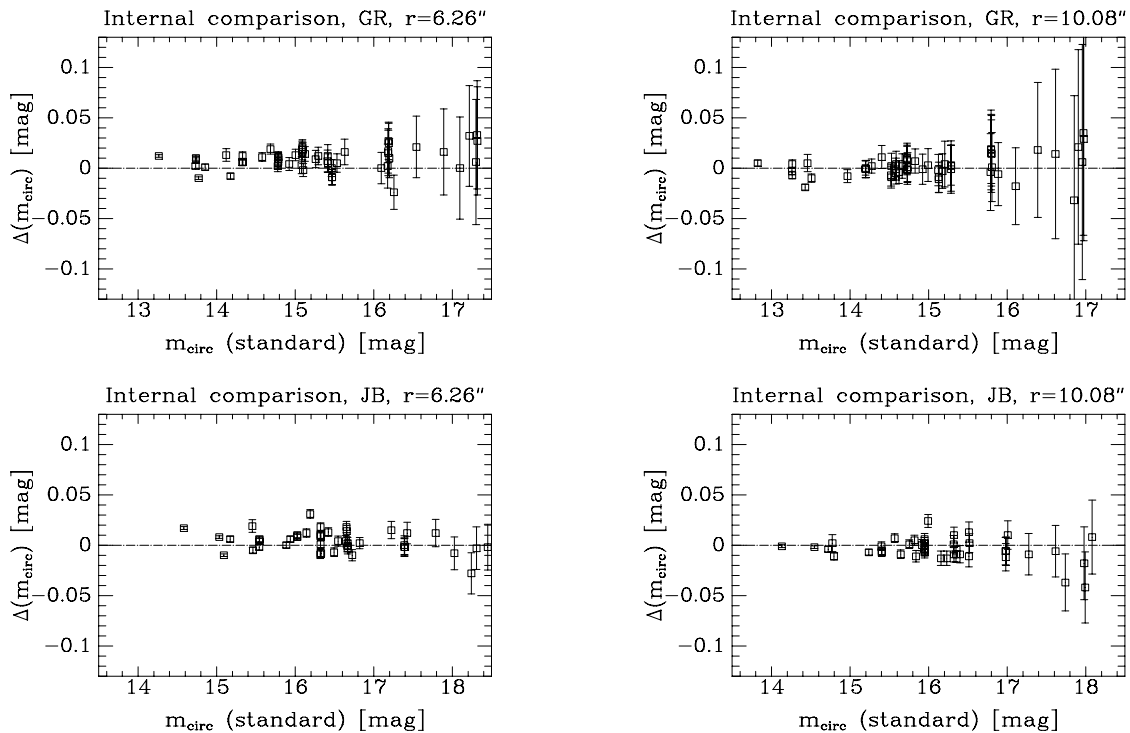 Internal comparison, GR, r=6.26"
0.1
0.05
0
−0.05
−0.1
Δ(m_circ) [mag]
13 14 15 16 17
m_circ (standard) [mag]
Internal comparison, GR, r=10.08"
0.1
0.05
0
−0.05
−0.1
Δ(m_circ) [mag]
13 14 15 16 17
m_circ (standard) [mag]
Internal comparison, JB, r=6.26"
0.1
0.05
0
−0.05
−0.1
Δ(m_circ) [mag]
14 15 16 17 18
m_circ (standard) [mag]
Internal comparison, JB, r=10.08"
0.1
0.05
0
−0.05
−0.1
Δ(m_circ) [mag]
14 15 16 17 18
m_circ (standard) [mag]